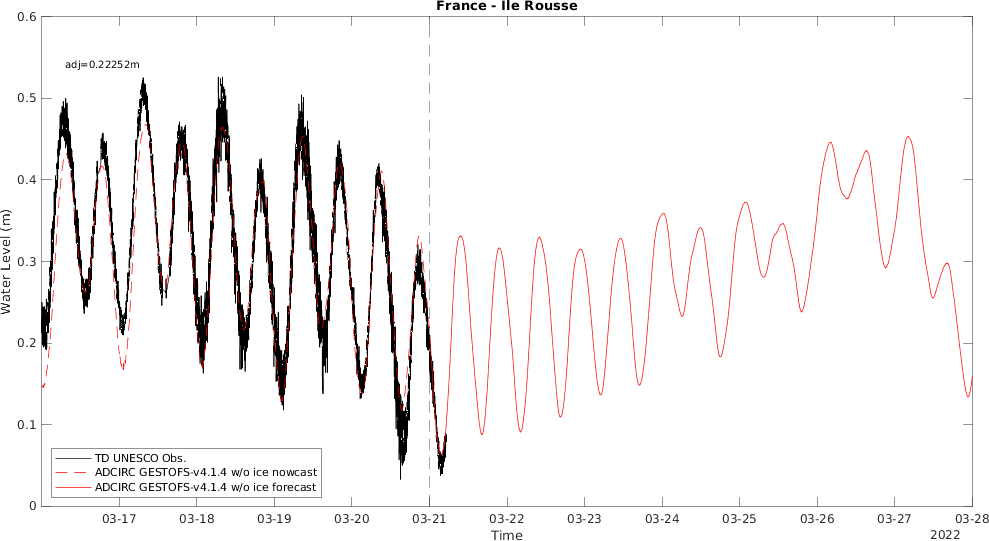 France - Ile Rousse
adj=0.22252m
0.6
0.5
0.4
0.3
0.2
0.1
0
Water Level (m)
TD UNESCO Obs.
ADCIRC GESTOFS-v4.1.4 w/o ice nowcast
ADCIRC GESTOFS-v4.1.4 w/o ice forecast
03-17 03-18 03-19 03-20 03-21 03-22 03-23 03-24 03-25 03-26 03-27 03-28
Time
2022